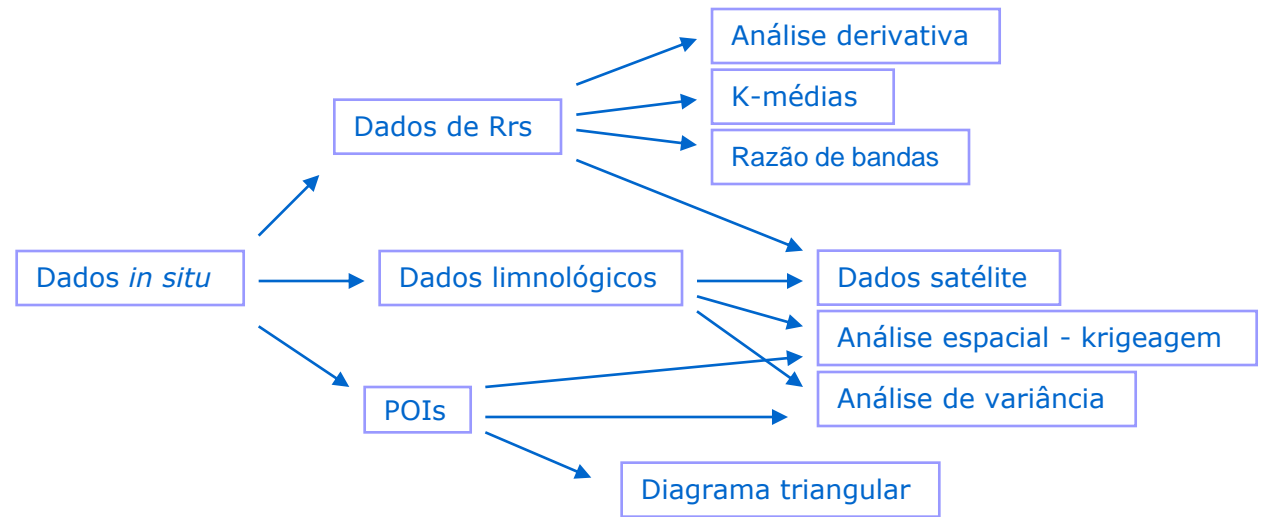 Análise derivativa
K-médias
Dados de Rrs
Razão de bandas
Dados in situ
Dados limnológicos
Dados satélite
Análise espacial - krigeagem
Análise de variância
POIs
Diagrama triangular